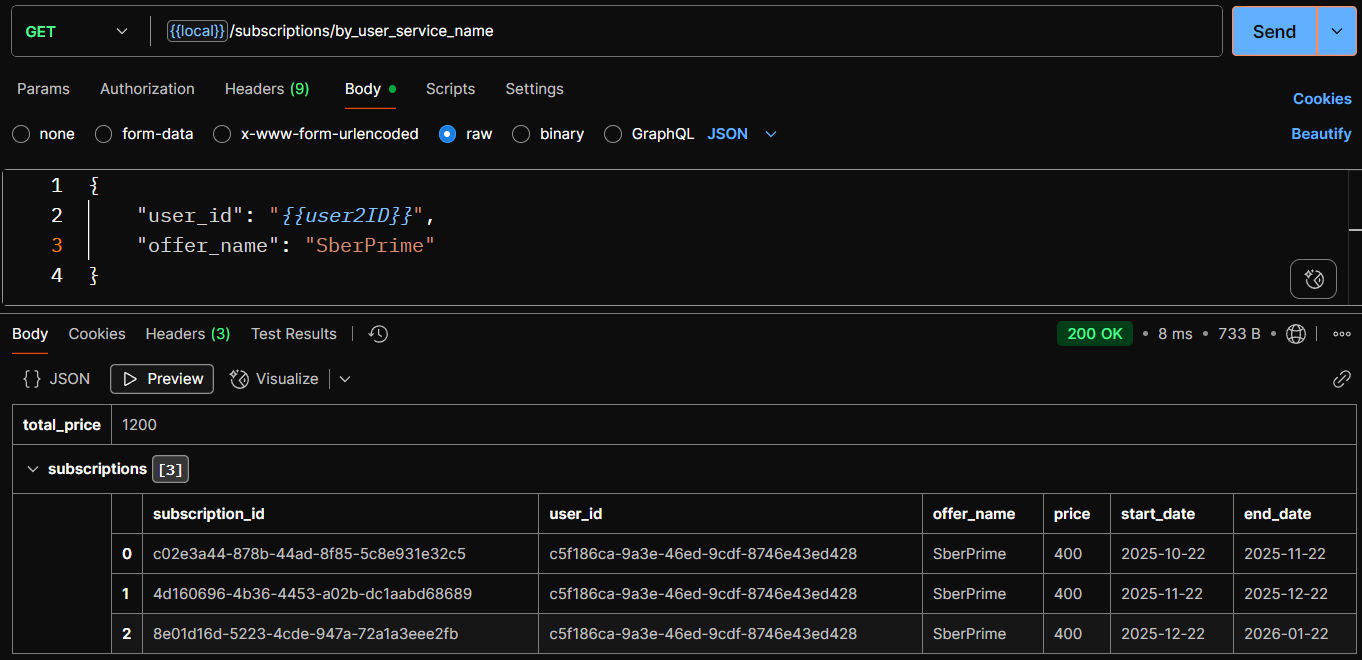 GET {{local}}/subscriptions/by_user_service_name Send
Params Authorization Headers (9) Body Scripts Settings Cookies
none form-data x-www-form-urlencoded raw binary GraphQL JSON Beautify
1 {
2 "user_id": "{{user2ID}}",
3 "offer_name": "SberPrime"
4 }
Body Cookies Headers (3) Test Results 200 OK • 8 ms • 733 B •
{} JSON Preview Visualize
total_price 1200
subscriptions [3]
subscription_id user_id offer_name price start_date end_date
0 c02e3a44-878b-44ad-8f85-5c8e931e32c5 c5f186ca-9a3e-46ed-9cdf-8746e43ed428 SberPrime 400 2025-10-22 2025-11-22
1 4d160696-4b36-4453-a02b-dc1aabd68689 c5f186ca-9a3e-46ed-9cdf-8746e43ed428 SberPrime 400 2025-11-22 2025-12-22
2 8e01d16d-5223-4cde-947a-72a1a3eee2fb c5f186ca-9a3e-46ed-9cdf-8746e43ed428 SberPrime 400 2025-12-22 2026-01-22